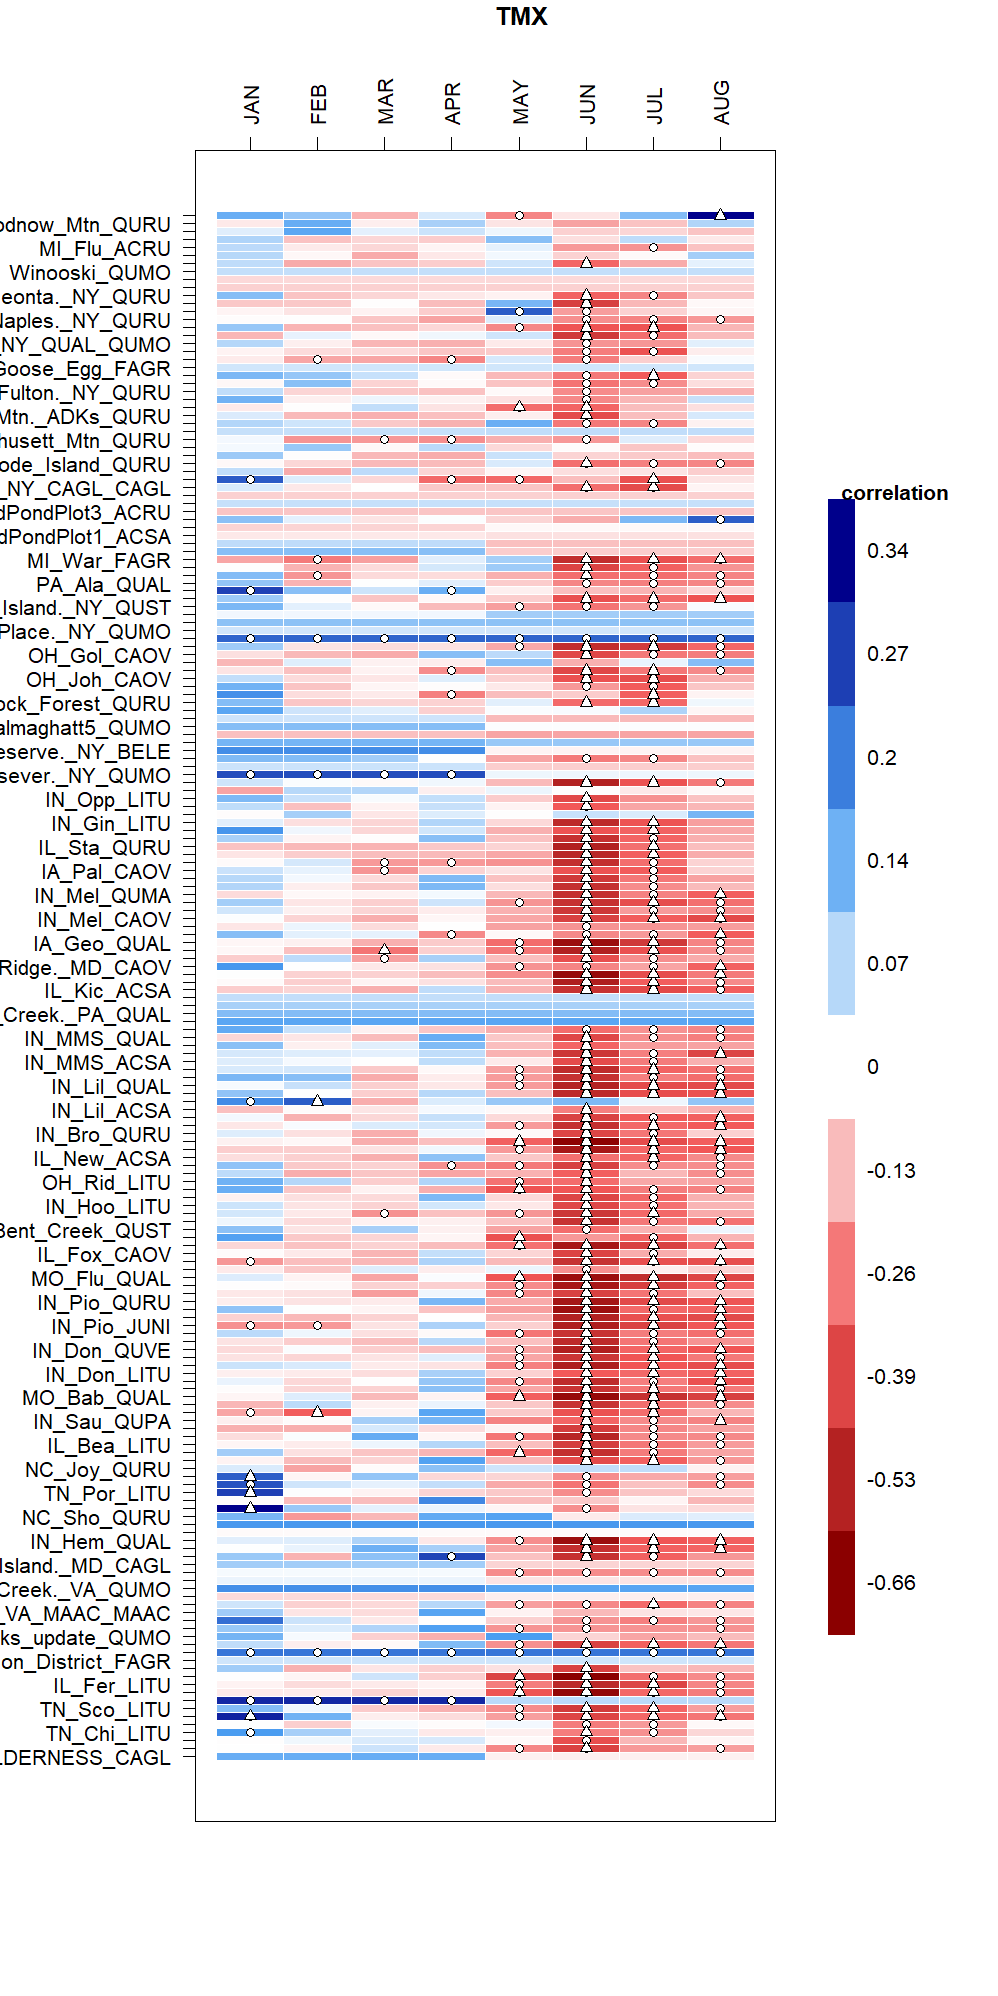 TMX
JAN FEB MAR APR MAY JUN JUL AUG
odnow_Mtn_QURU
MI_Flu_ACRU
Winooski_QUMO
eonta._NY_QURU
Naples._NY_QURU
_NY_QUAL_QUMO
Goose_Egg_FAGR
Fulton._NY_QURU
Mtn._ADKs_QURU
husett_Mtn_QURU
ode_Island_QURU
_NY_CAGL_CAGL
dPondPlot3_ACRU
dPondPlot1_ACSA
MI_War_FAGR
PA_Ala_QUAL
Island._NY_QUST
Place._NY_QUMO
OH_Gol_CAOV
OH_Joh_CAOV
ock_Forest_QURU
almaghatt5_QUMO
eserve._NY_BELE
sever._NY_QUMO
IN_Opp_LITU
IN_Gin_LITU
IL_Sta_QURU
IA_Pal_CAOV
IN_Mel_QUMA
IN_Mel_CAOV
IA_Geo_QUAL
Ridge._MD_CAOV
IL_Kic_ACSA
_Creek._PA_QUAL
IN_MMS_QUAL
IN_MMS_ACSA
IN_Lil_QUAL
IN_Lil_ACSA
IN_Bro_QURU
IL_New_ACSA
OH_Rid_LITU
IN_Hoo_LITU
Bent_Creek_QUST
IL_Fox_CAOV
MO_Flu_QUAL
IN_Pio_QURU
IN_Pio_JUNI
IN_Don_QUVE
IN_Don_LITU
MO_Bab_QUAL
IN_Sau_QUPA
IL_Bea_LITU
NC_Joy_QURU
TN_Por_LITU
NC_Sho_QURU
IN_Hem_QUAL
Island._MD_CAGL
Creek._VA_QUMO
_VA_MAAC_MAAC
ks_update_QUMO
on_District_FAGR
IL_Fer_LITU
TN_Sco_LITU
TN_Chi_LITU
LDERNESS_CAGL
correlation
0.34
0.27
0.2
0.14
0.07
0
-0.13
-0.26
-0.39
-0.53
-0.66